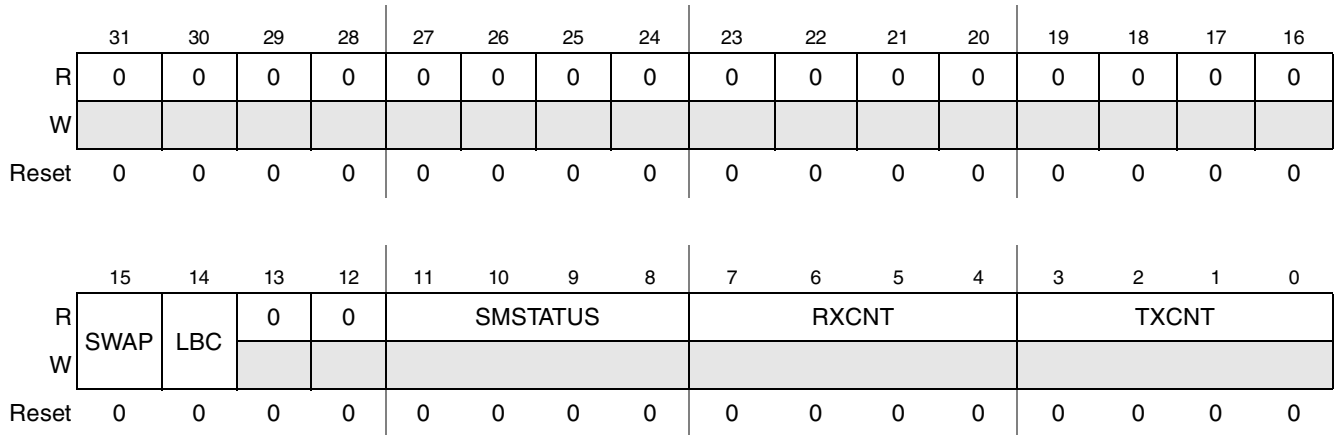 31 30 29 28 27 26 25 24 23 22 21 20 19 18 17 16
R 0 0 0 0 0 0 0 0 0 0 0 0 0 0 0 0
W
Reset 0 0 0 0 0 0 0 0 0 0 0 0 0 0 0 0
15 14 13 12 11 10 9 8 7 6 5 4 3 2 1 0
R SWAP LBC 0 0 SMSTATUS RXCNT TXCNT
W
Reset 0 0 0 0 0 0 0 0 0 0 0 0 0 0 0 0